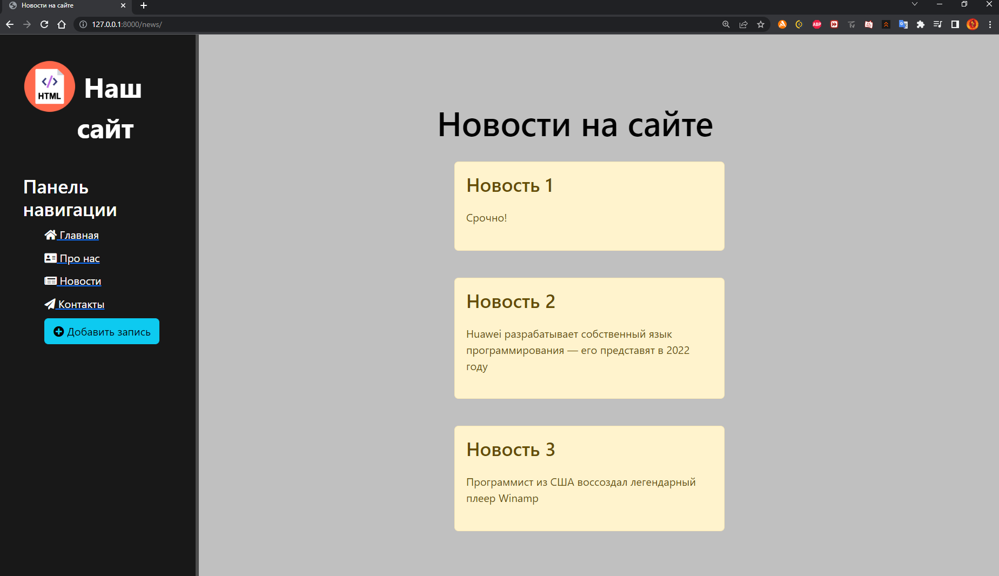 Новости на сайте
127.0.0.1:8000/news/
ABP
HTML
Наш
сайт
Панель
навигации
Главная
Про нас
Новости
Контакты
Добавить запись
Новости на сайте
Новость 1
Срочно!
Новость 2
Huawei разрабатывает собственный язык
программирования — его представят в 2022
году
Новость 3
Программист из США воссоздал легендарный
плеер Winamp